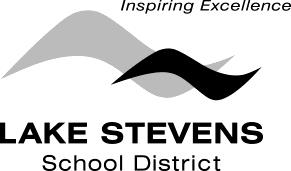 Inspiring Excellence
LAKE STEVENS
School District